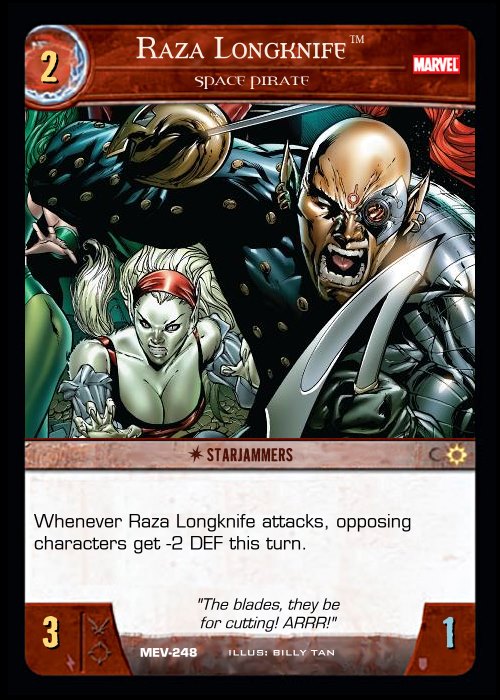 2
RAZA LONGKNIFE™
SPACE PIRATE
MARVEL
STARJAMMERS
C
Whenever Raza Longknife attacks, opposing
characters get -2 DEF this turn.
"The blades, they be
for cutting! ARRR!"
3
MEV-248 ILLUS: BILLY TAN
1